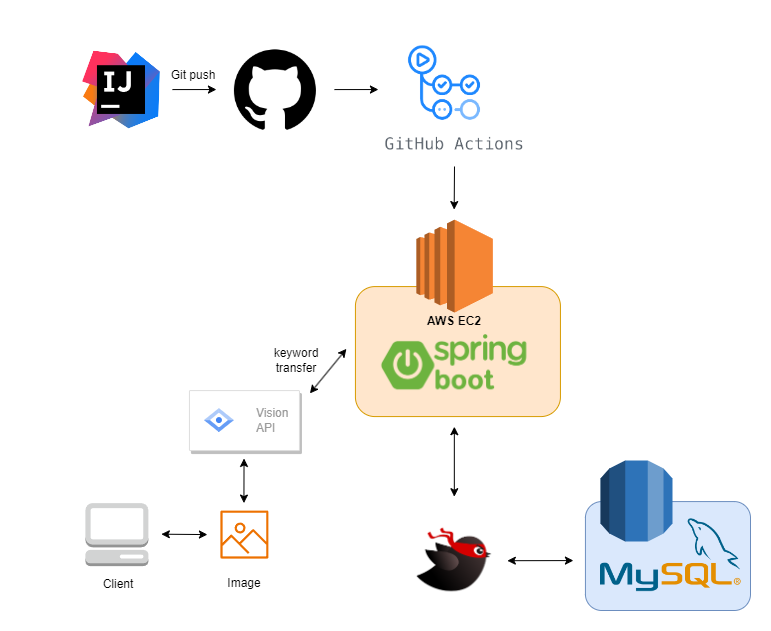 IJ
Git push
GitHub Actions
AWS EC2
spring
boot
keyword
transfer
Vision
API
Client
Image
MySQL®